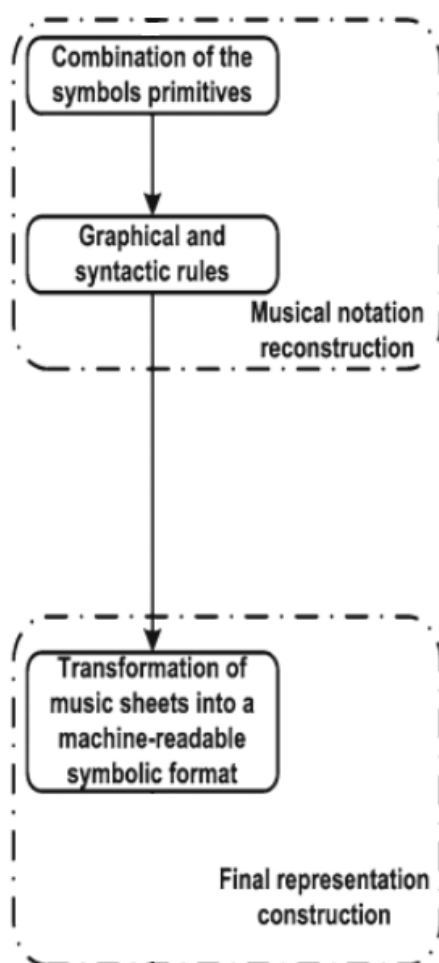 Combination of the
symbols primitives
Graphical and
syntactic rules
Musical notation
reconstruction
Transformation of
music sheets into a
machine-readable
symbolic format
Final representation
construction